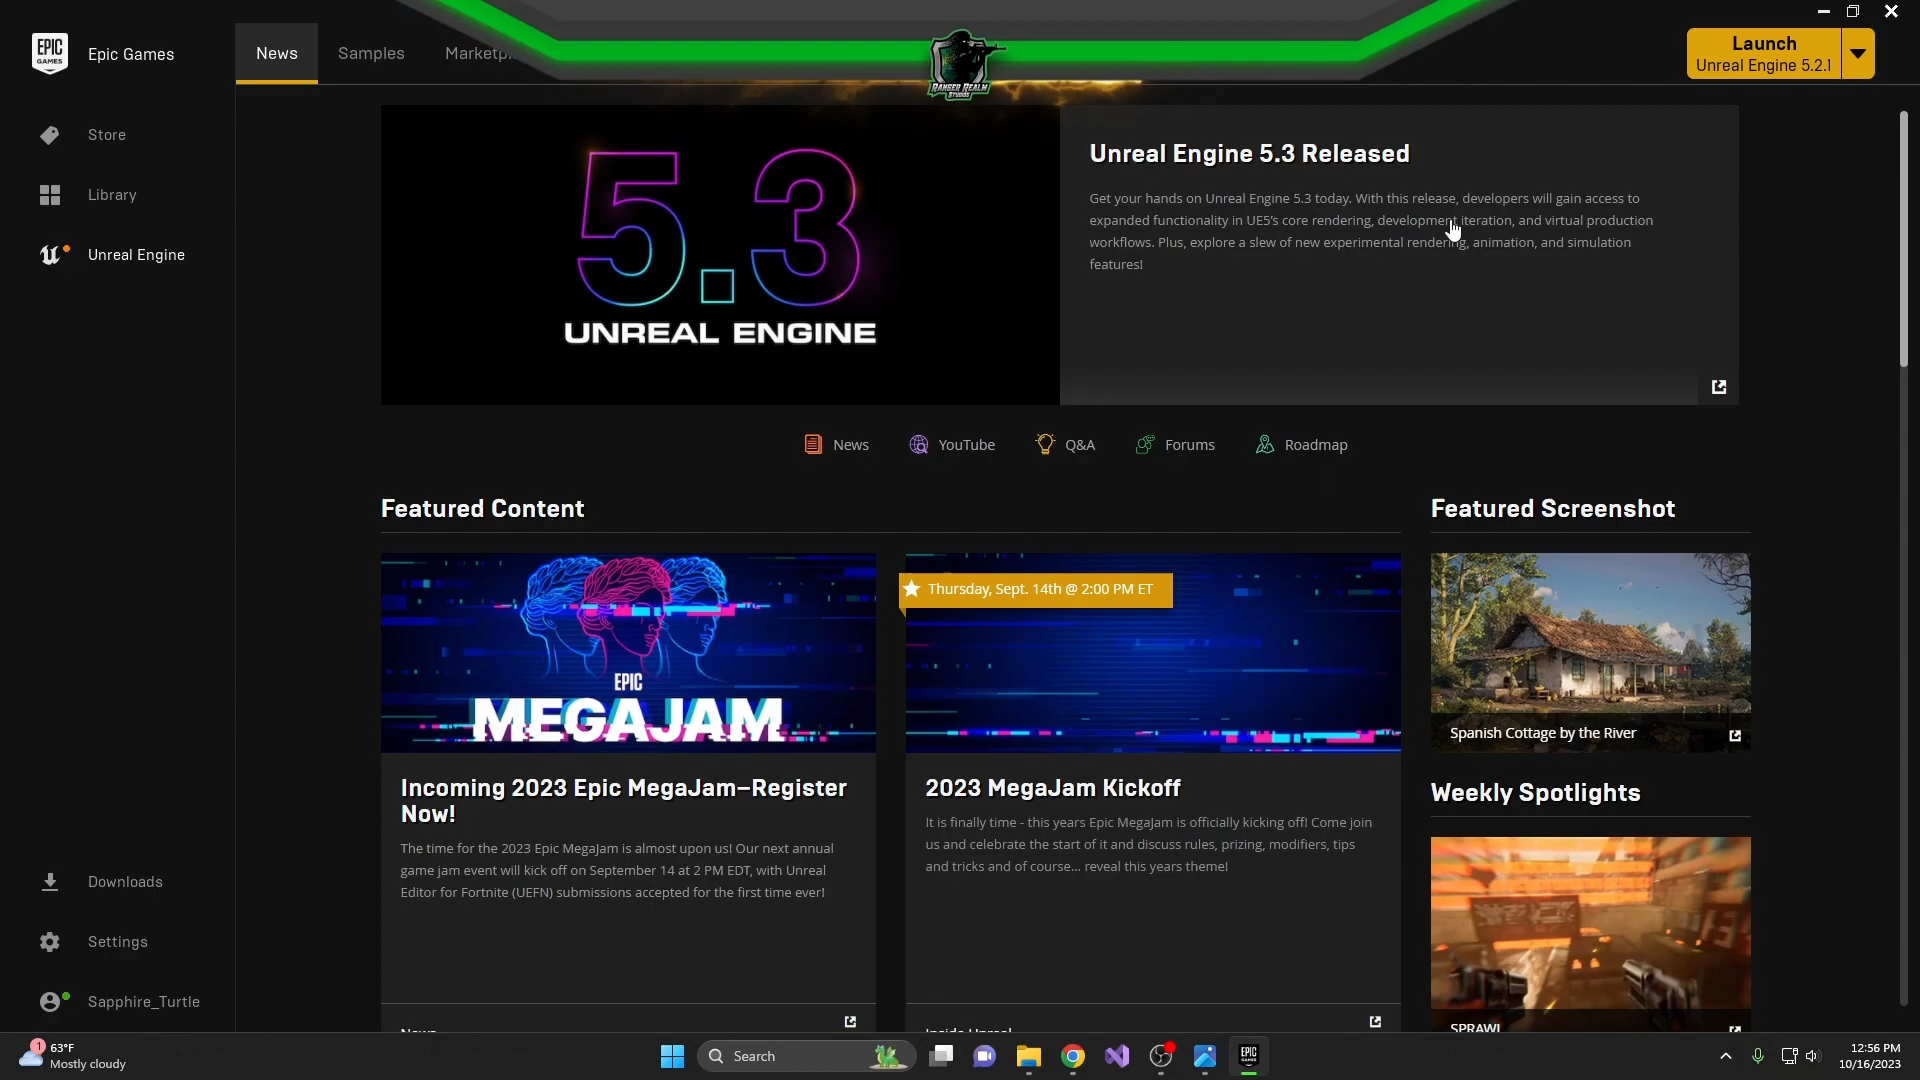 EPIC
GAMES
Epic Games
News
Samples
RANGER REALM
STUDIOS
Launch
Unreal Engine 5.2.1
Store
Library
Unreal Engine
5.3
UNREAL ENGINE
Unreal Engine 5.3 Released
Get your hands on Unreal Engine 5.3 today. With this release, developers will gain access to
expanded functionality in UE5's core rendering, development iteration, and virtual production
workflows. Plus, explore a slew of new experimental rendering, animation, and simulation
features!
News
YouTube
Q&A
Forums
Roadmap
Featured Content
Featured Screenshot
EPIC
MEGAJAM
Thursday, Sept. 14th @ 2:00 PM ET
Spanish Cottage by the River
Incoming 2023 Epic MegaJam—Register
Now!
The time for the 2023 Epic MegaJam is almost upon us! Our next annual
game jam event will kick off on September 14 at 2 PM EDT, with Unreal
Editor for Fortnite (UEFN) submissions accepted for the first time ever!
2023 MegaJam Kickoff
It is finally time - this years Epic MegaJam is officially kicking off! Come join
us and celebrate the start of it and discuss rules, prizing, modifiers, tips
and tricks and of course... reveal this years theme!
Weekly Spotlights
SPRAWL
News
Inside Unreal
Downloads
Settings
Sapphire_Turtle
1
63°F
Mostly cloudy
Search
EPIC
GAMES
12:56 PM
10/16/2023